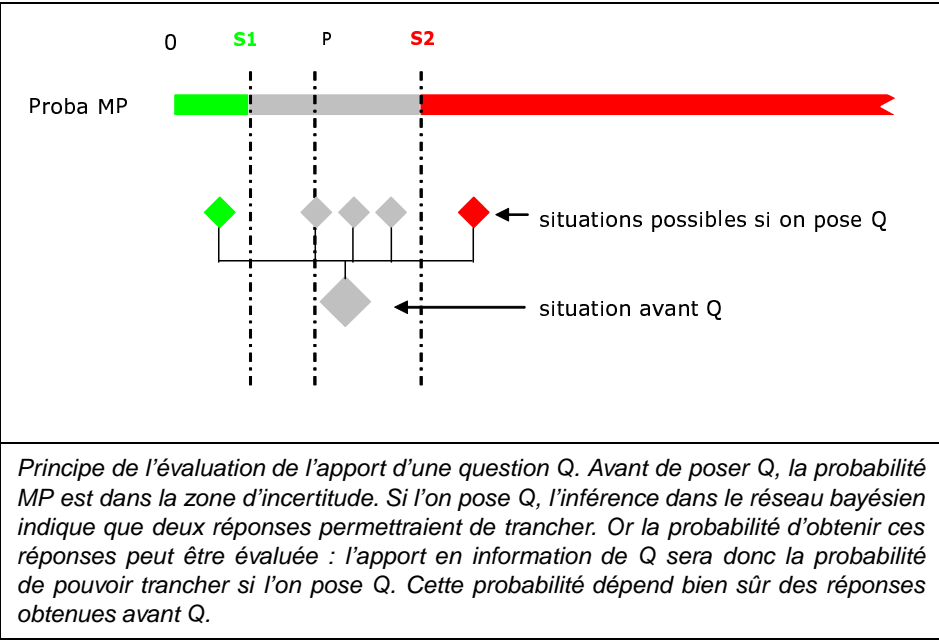 0 S1 P S2
Proba MP
situations possibles si on pose Q
situation avant Q
Principe de l’évaluation de l’apport d’une question Q. Avant de poser Q, la probabilité
MP est dans la zone d’incertitude. Si l’on pose Q, l’inférence dans le réseau bayésien
indique que deux réponses permettraient de trancher. Or la probabilité d’obtenir ces
réponses peut être évaluée : l’apport en information de Q sera donc la probabilité
de pouvoir trancher si l’on pose Q. Cette probabilité dépend bien sûr des réponses
obtenues avant Q.